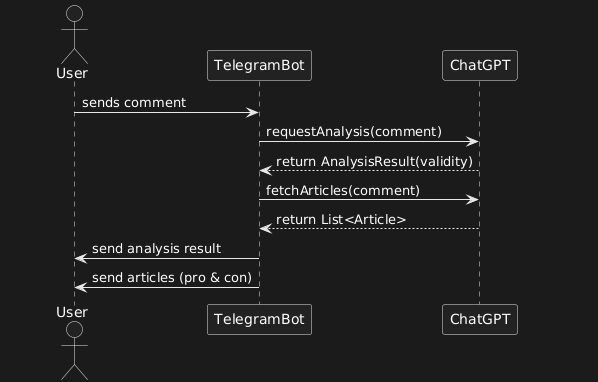 User
TelegramBot
ChatGPT
sends comment
requestAnalysis(comment)
return AnalysisResult(validity)
fetchArticles(comment)
return List<Article>
send analysis result
send articles (pro & con)
User
TelegramBot
ChatGPT